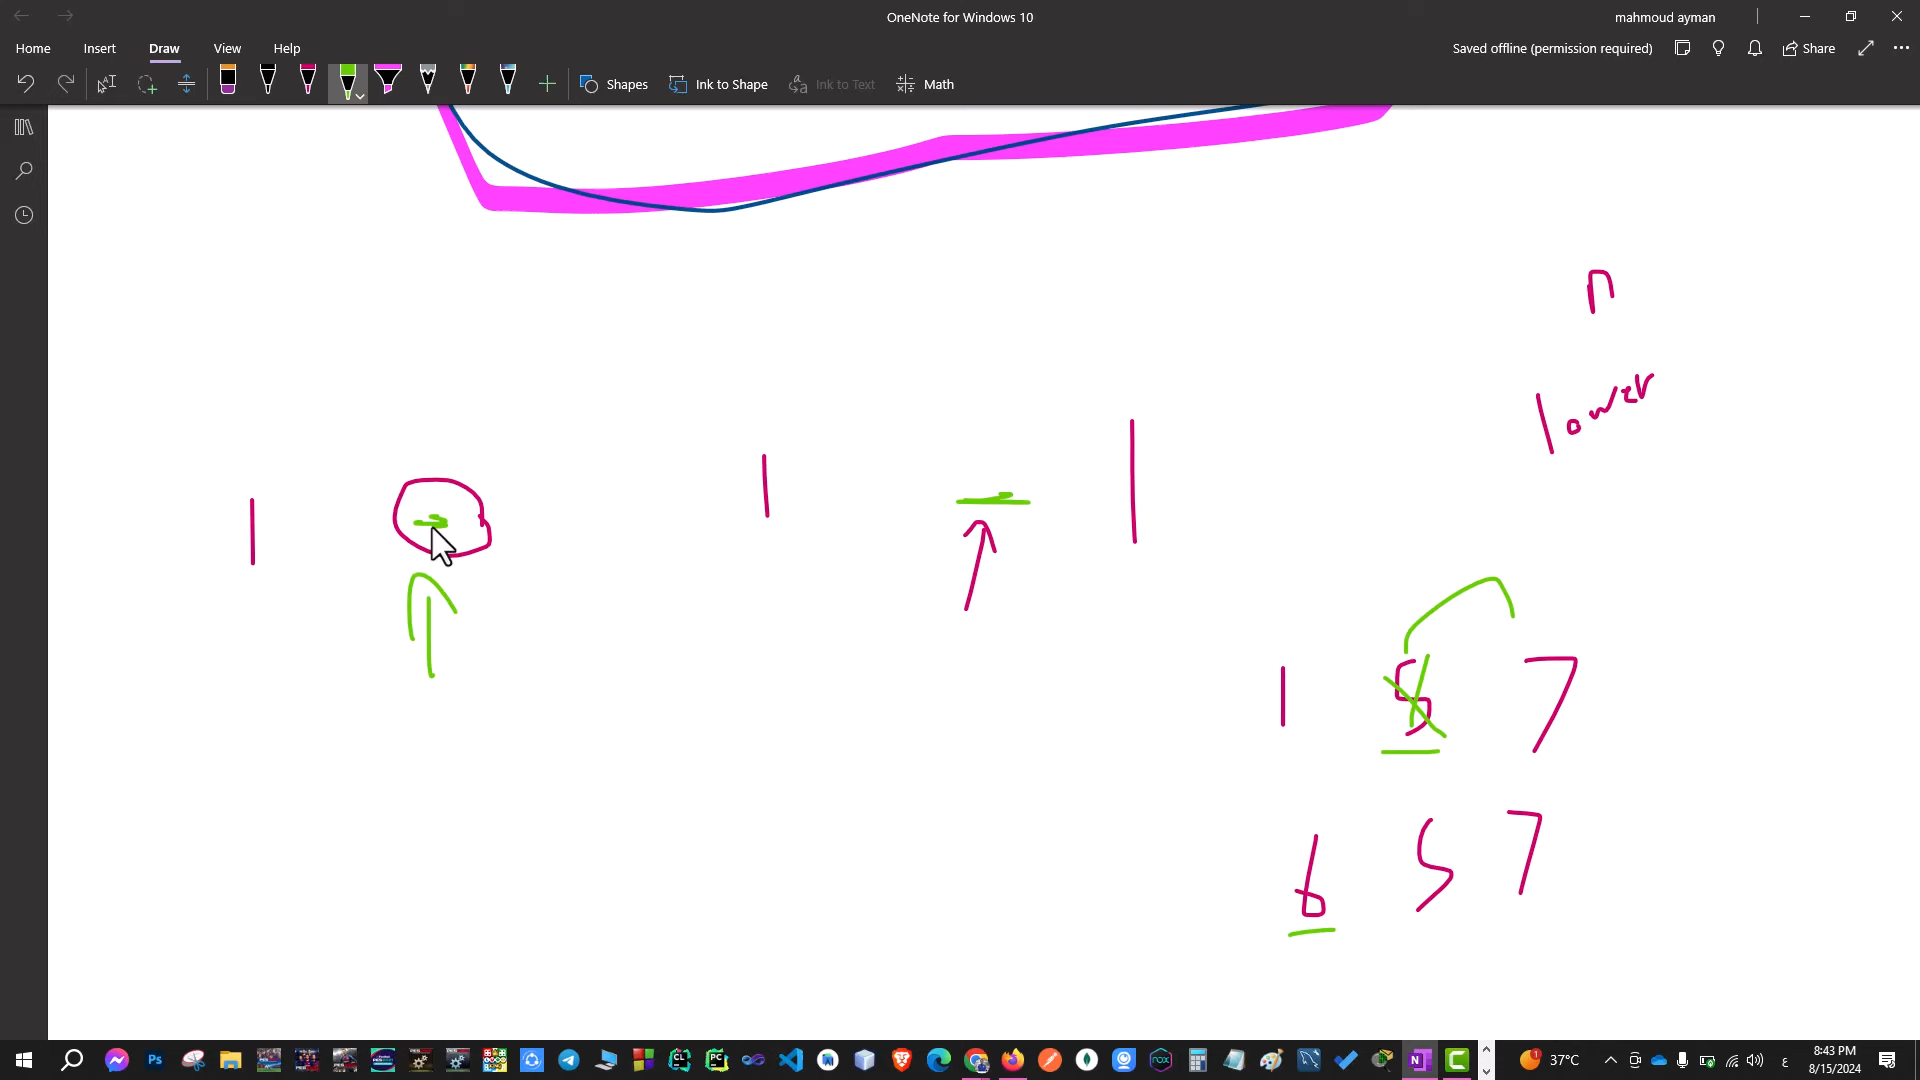 OneNote for Windows 10
mahmoud ayman
Home Insert Draw View Help
Saved offline (permission required)
Share
Shapes
Ink to Shape
Ink to Text
Math
n
lower
1 1 1
1 5 7
6 5 7
37°C
ع
8:43 PM
8/15/2024